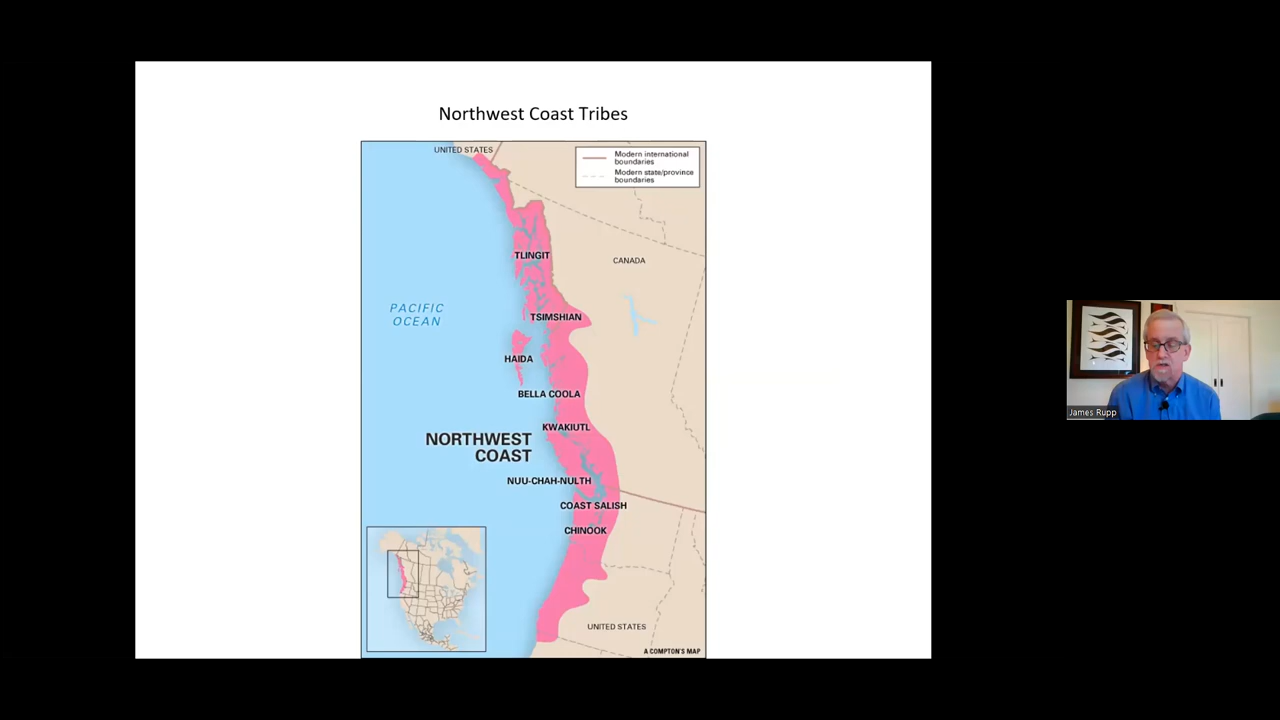 Northwest Coast Tribes
UNITED STATES
Modern international
boundaries
Modern state/province
boundaries
TLINGIT
CANADA
PACIFIC
OCEAN
TSIMSHIAN
HAIDA
BELLA COOLA
KWAKIUTL
NORTHWEST
COAST
NUU-CHAH-NULTH
COAST SALISH
CHINOOK
UNITED STATES
A COMPTON'S MAP
James Rupp